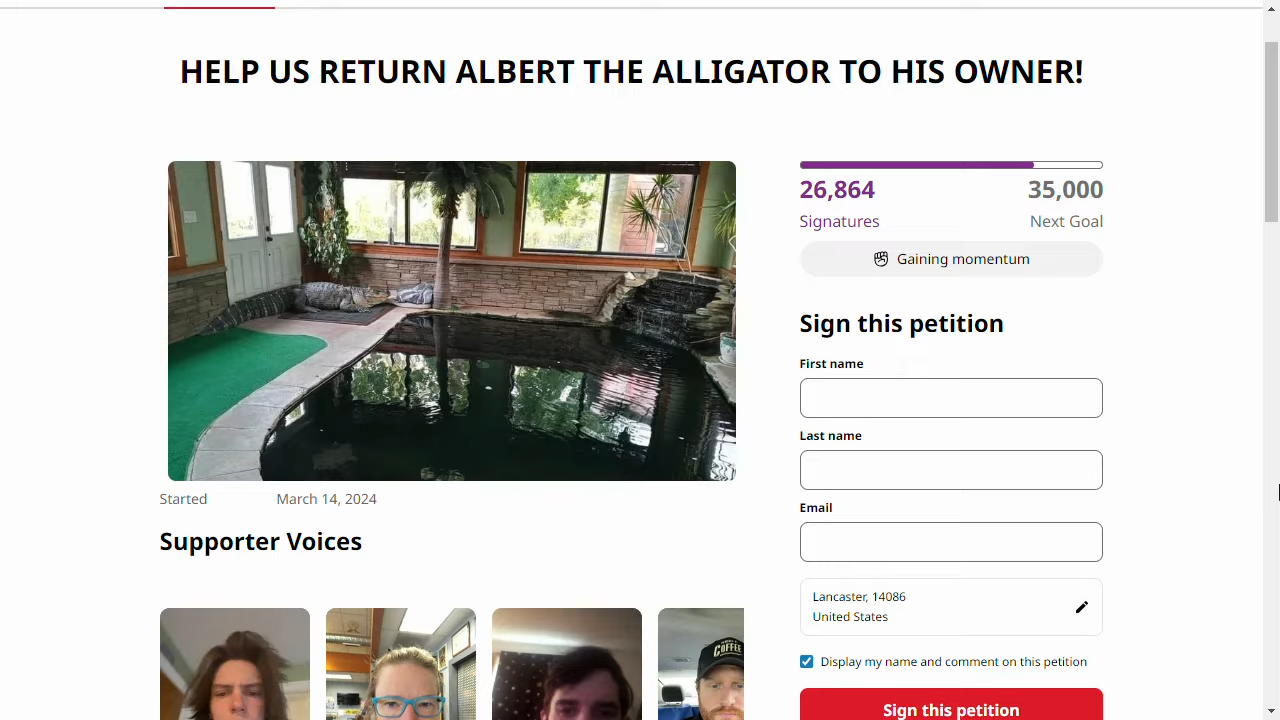 HELP US RETURN ALBERT THE ALLIGATOR TO HIS OWNER!
26,864
35,000
Signatures
Next Goal
Gaining momentum
Sign this petition
First name
Last name
Email
Lancaster, 14086
United States
Display my name and comment on this petition
Sign this petition
Started
March 14, 2024
Supporter Voices
COFFEE